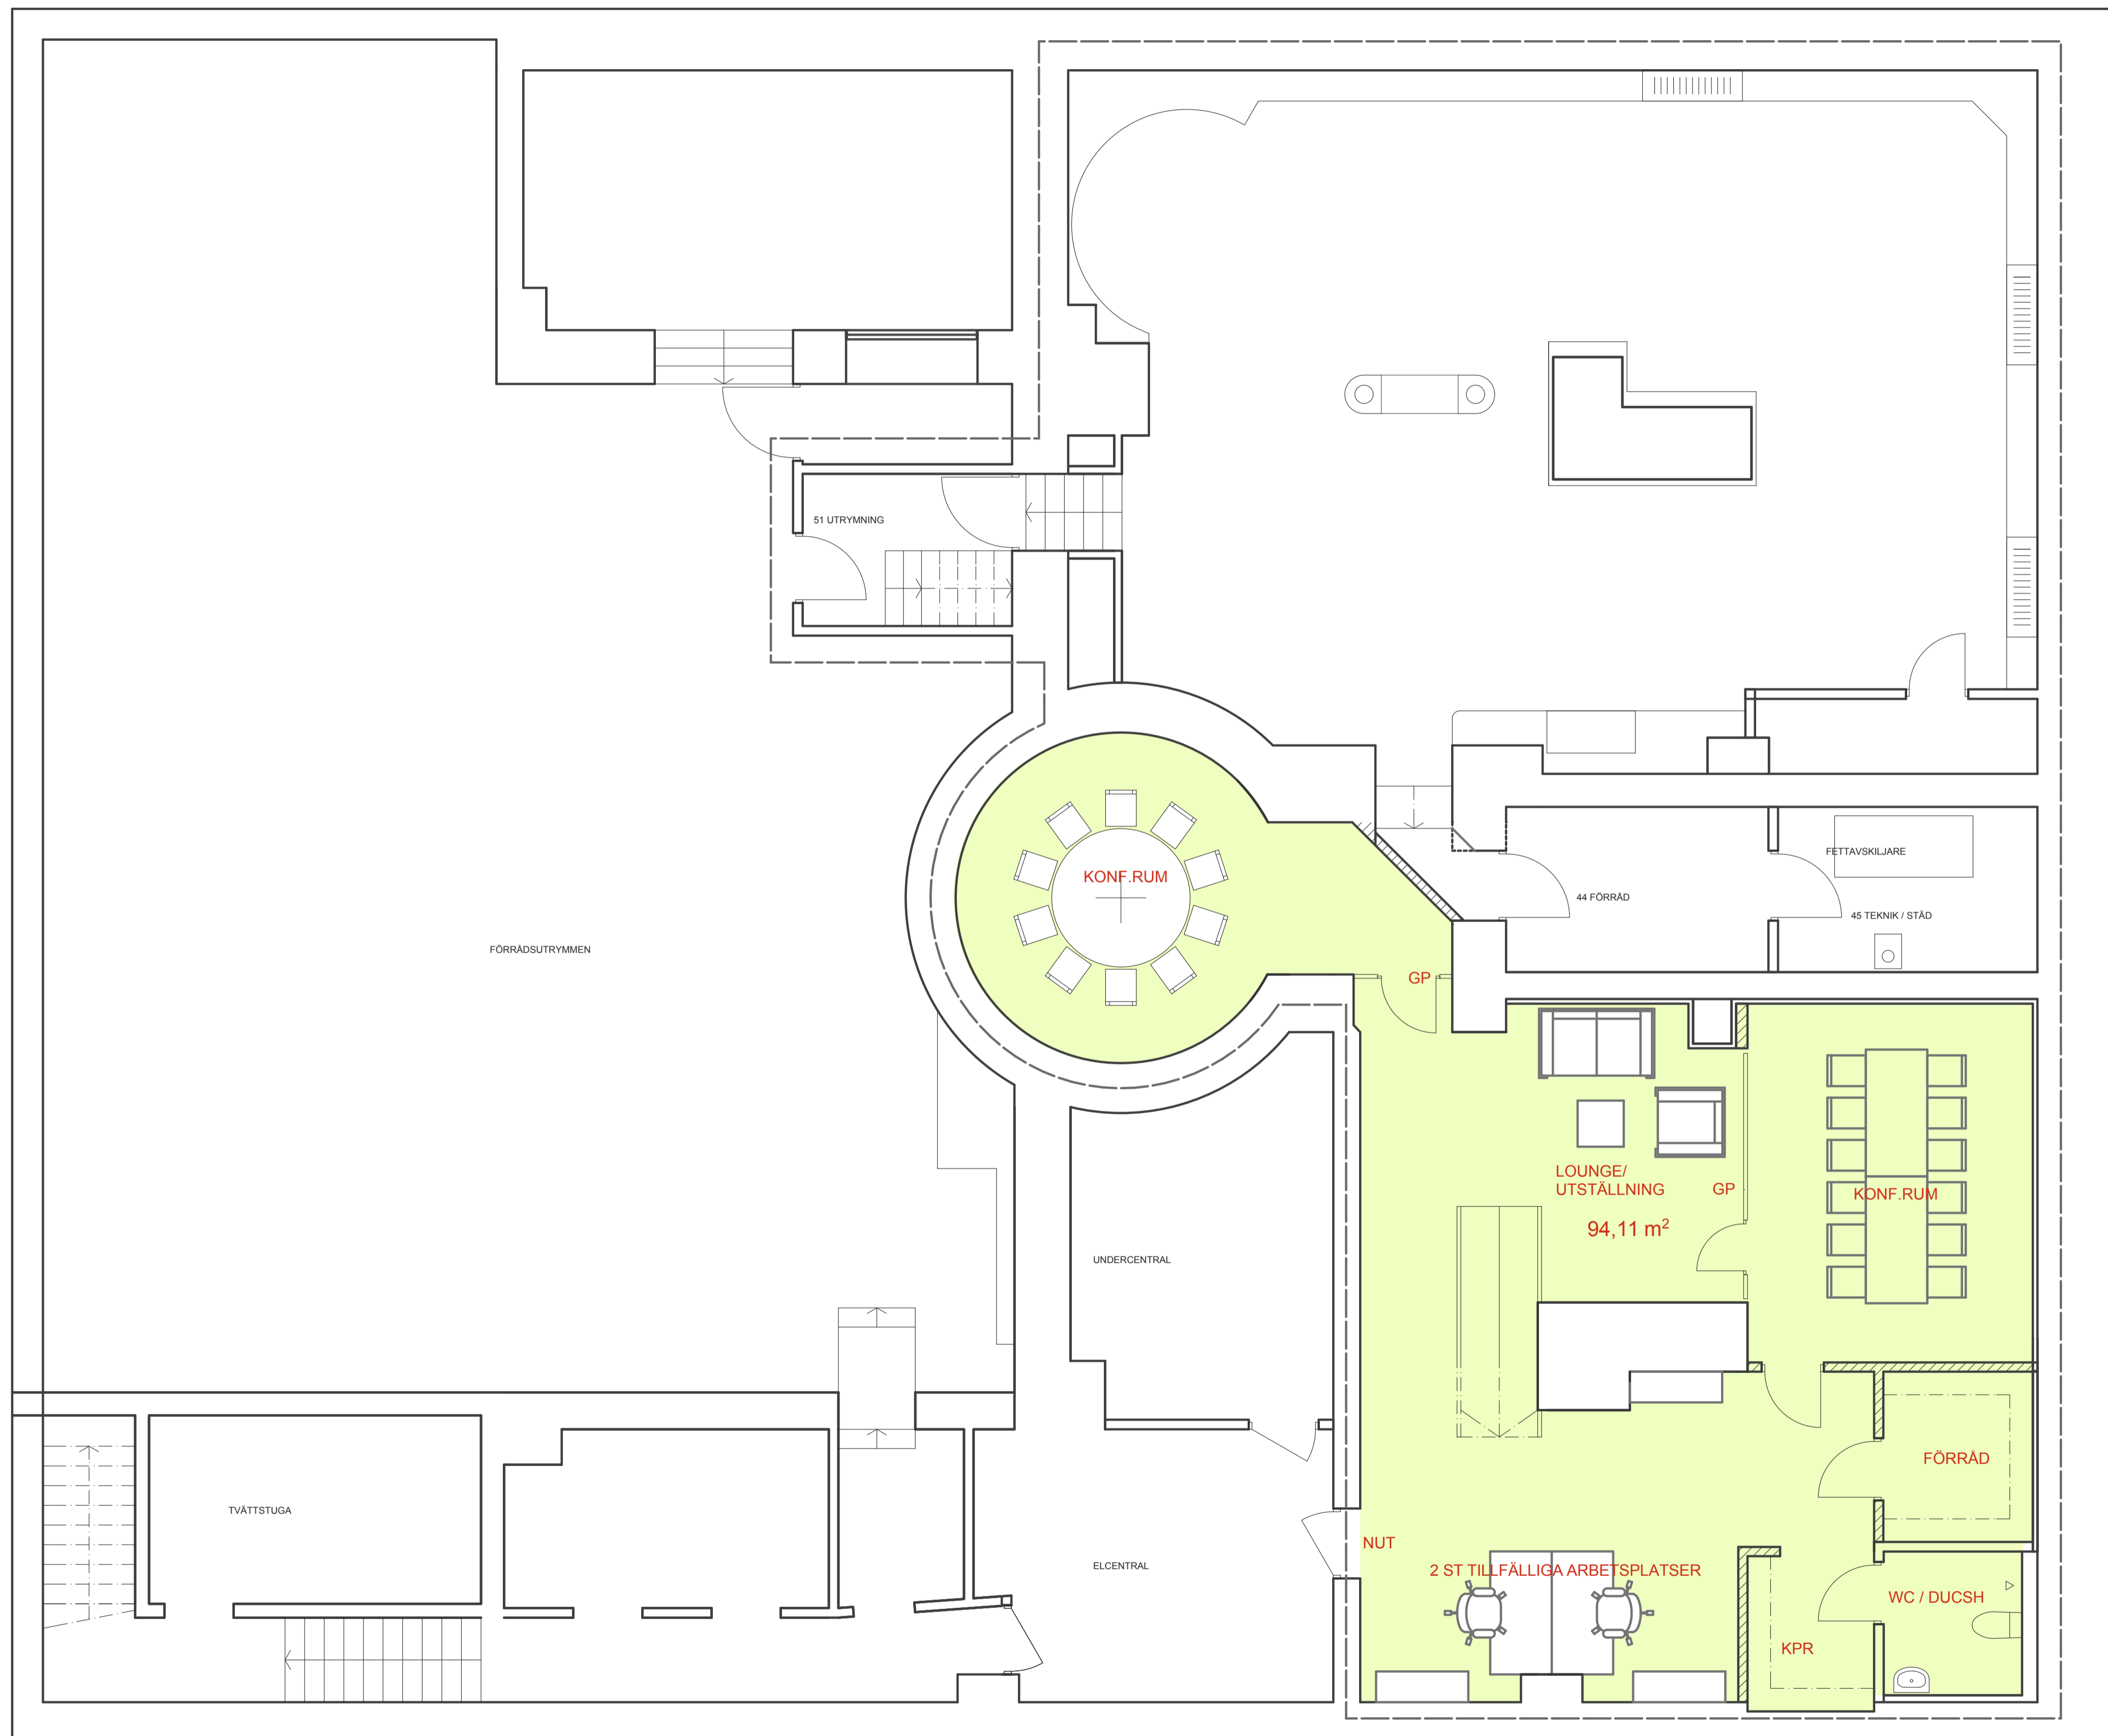 51 UTRYMNING
KONF.RUM
FETTAVSKILJARE
44 FÖRRÅD
45 TEKNIK / STÄD
FÖRRÅDSUTRYMMEN
GP
LOUNGE/
UTSTÄLLNING
GP
KONF.RUM
94,11 m²
UNDERCENTRAL
FÖRRÅD
TVÄTTSTUGA
NUT
ELCENTRAL
2 ST TILLFÄLLIGA ARBETSPLATSER
WC / DUCSH
KPR